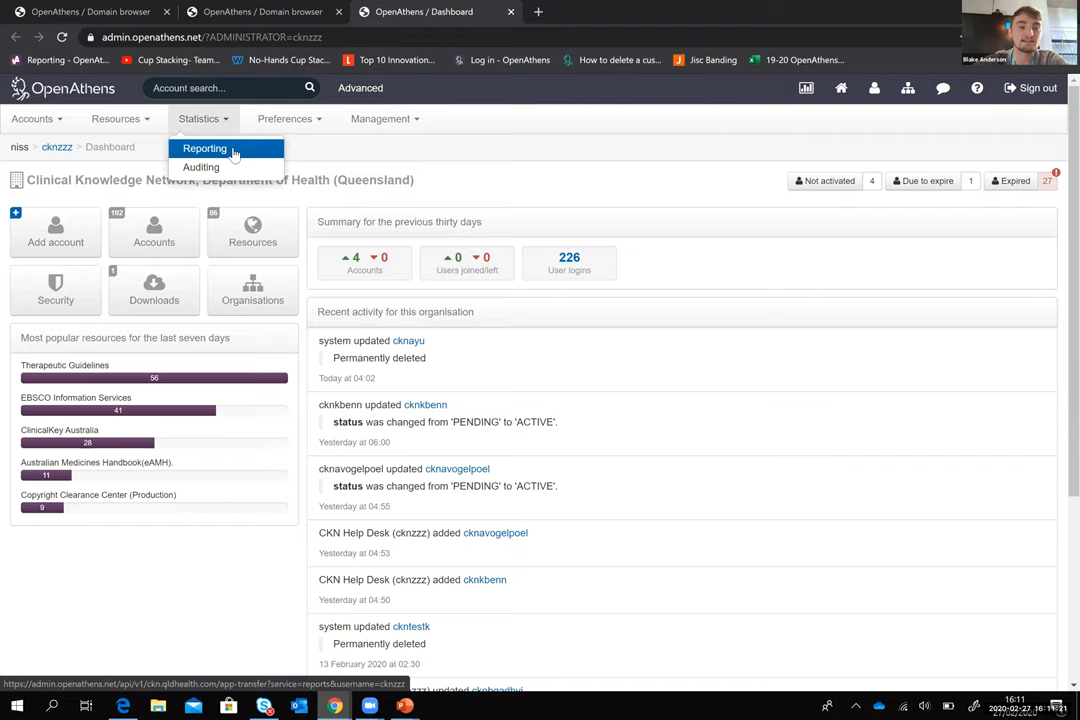 OpenAthens / Domain browser
OpenAthens / Domain browser
OpenAthens / Dashboard
admin.openathens.net/?ADMINISTRATOR=cknzzz
Reporting - OpenAt...
Cup Stacking- Team...
No-Hands Cup Stac...
Top 10 Innovation...
Log in - OpenAthens
How to delete a cus...
Jisc Banding
19-20 OpenAthens...
Blake Anderson
OpenAthens
Account search...
Advanced
Sign out
Accounts
Resources
Statistics
Preferences
Management
niss > cknzzz > Dashboard
Reporting
Auditing
Clinical Knowledge Network, Department of Health (Queensland)
Not activated 4
Due to expire 1
Expired 27
Add account
102
Accounts
86
Resources
Security
1
Downloads
Organisations
Summary for the previous thirty days
4 0
Accounts
0 0
Users joined/left
226
User logins
Most popular resources for the last seven days
Therapeutic Guidelines
56
EBSCO Information Services
41
ClinicalKey Australia
28
Australian Medicines Handbook(eAMH).
11
Copyright Clearance Center (Production)
9
Recent activity for this organisation
system updated cknayu
Permanently deleted
Today at 04:02
cknkbenn updated cknkbenn
status was changed from 'PENDING' to 'ACTIVE'.
Yesterday at 06:00
cknavogelpoel updated cknavogelpoel
status was changed from 'PENDING' to 'ACTIVE'.
Yesterday at 04:55
CKN Help Desk (cknzzz) added cknavogelpoel
Yesterday at 04:53
CKN Help Desk (cknzzz) added cknkbenn
Yesterday at 04:50
system updated ckntestk
Permanently deleted
13 February 2020 at 02:30
https://admin.openathens.net/api/v1/ckn.qldhealth.com/app-transfer?service=reports&username=cknzzz
16:11
2020-02-27 16:11:21